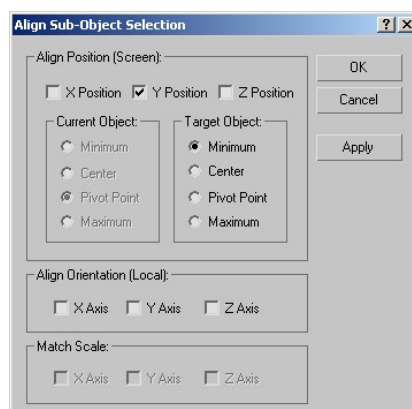 Align Sub-Object Selection
Align Position (Screen):
X Position Y Position Z Position
OK
Cancel
Apply
Current Object:
Minimum
Center
Pivot Point
Maximum
Target Object:
Minimum
Center
Pivot Point
Maximum
Align Orientation (Local):
X Axis Y Axis Z Axis
Match Scale:
X Axis Y Axis Z Axis